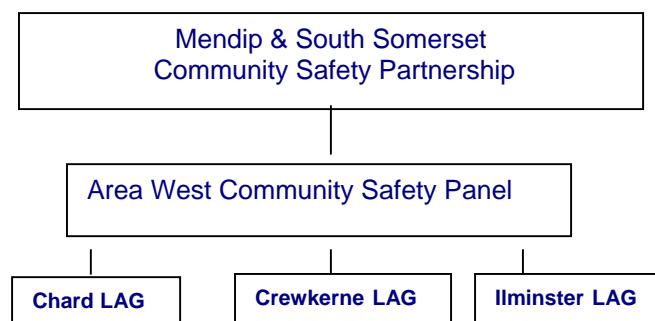 Mendip & South Somerset
Community Safety Partnership
Area West Community Safety Panel
Chard LAG
Crewkerne LAG
Ilminster LAG